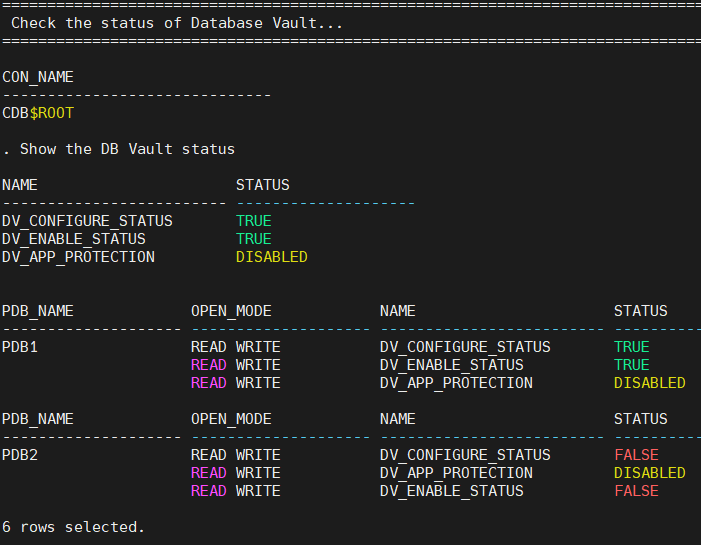 ================================================================================
 Check the status of Database Vault...
================================================================================

CON_NAME
------------------------------
CDB$ROOT

. Show the DB Vault status

NAME                      STATUS
------------------------- --------------------
DV_CONFIGURE_STATUS       TRUE
DV_ENABLE_STATUS          TRUE
DV_APP_PROTECTION         DISABLED


PDB_NAME             OPEN_MODE            NAME                      STATUS
-------------------- -------------------- ------------------------- ----------
PDB1                 READ WRITE           DV_CONFIGURE_STATUS       TRUE
                     READ WRITE           DV_ENABLE_STATUS          TRUE
                     READ WRITE           DV_APP_PROTECTION         DISABLED

PDB_NAME             OPEN_MODE            NAME                      STATUS
-------------------- -------------------- ------------------------- ----------
PDB2                 READ WRITE           DV_CONFIGURE_STATUS       FALSE
                     READ WRITE           DV_APP_PROTECTION         DISABLED
                     READ WRITE           DV_ENABLE_STATUS          FALSE

6 rows selected.